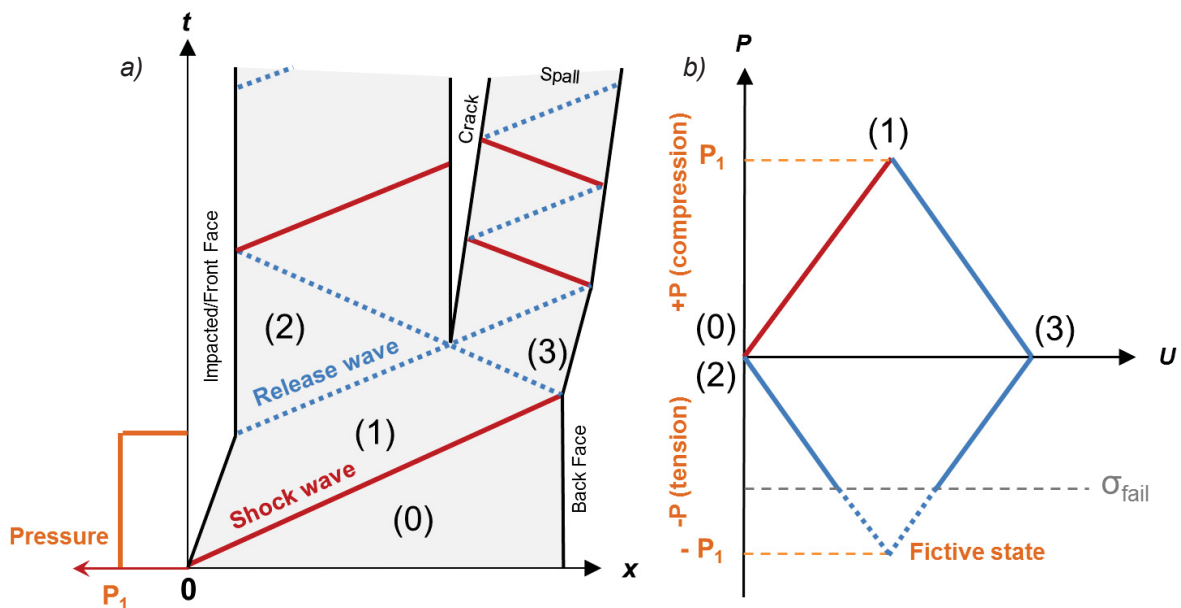 t
a)
Impacted/Front Face
Crack
Spall
(2)
Release wave
(3)
(1)
Shock wave
(0)
Back Face
Pressure
P1
0
x
P
b)
+P (compression)
P1
(1)
(0)
(2)
(3)
U
-P (tension)
σfail
- P1
Fictive state